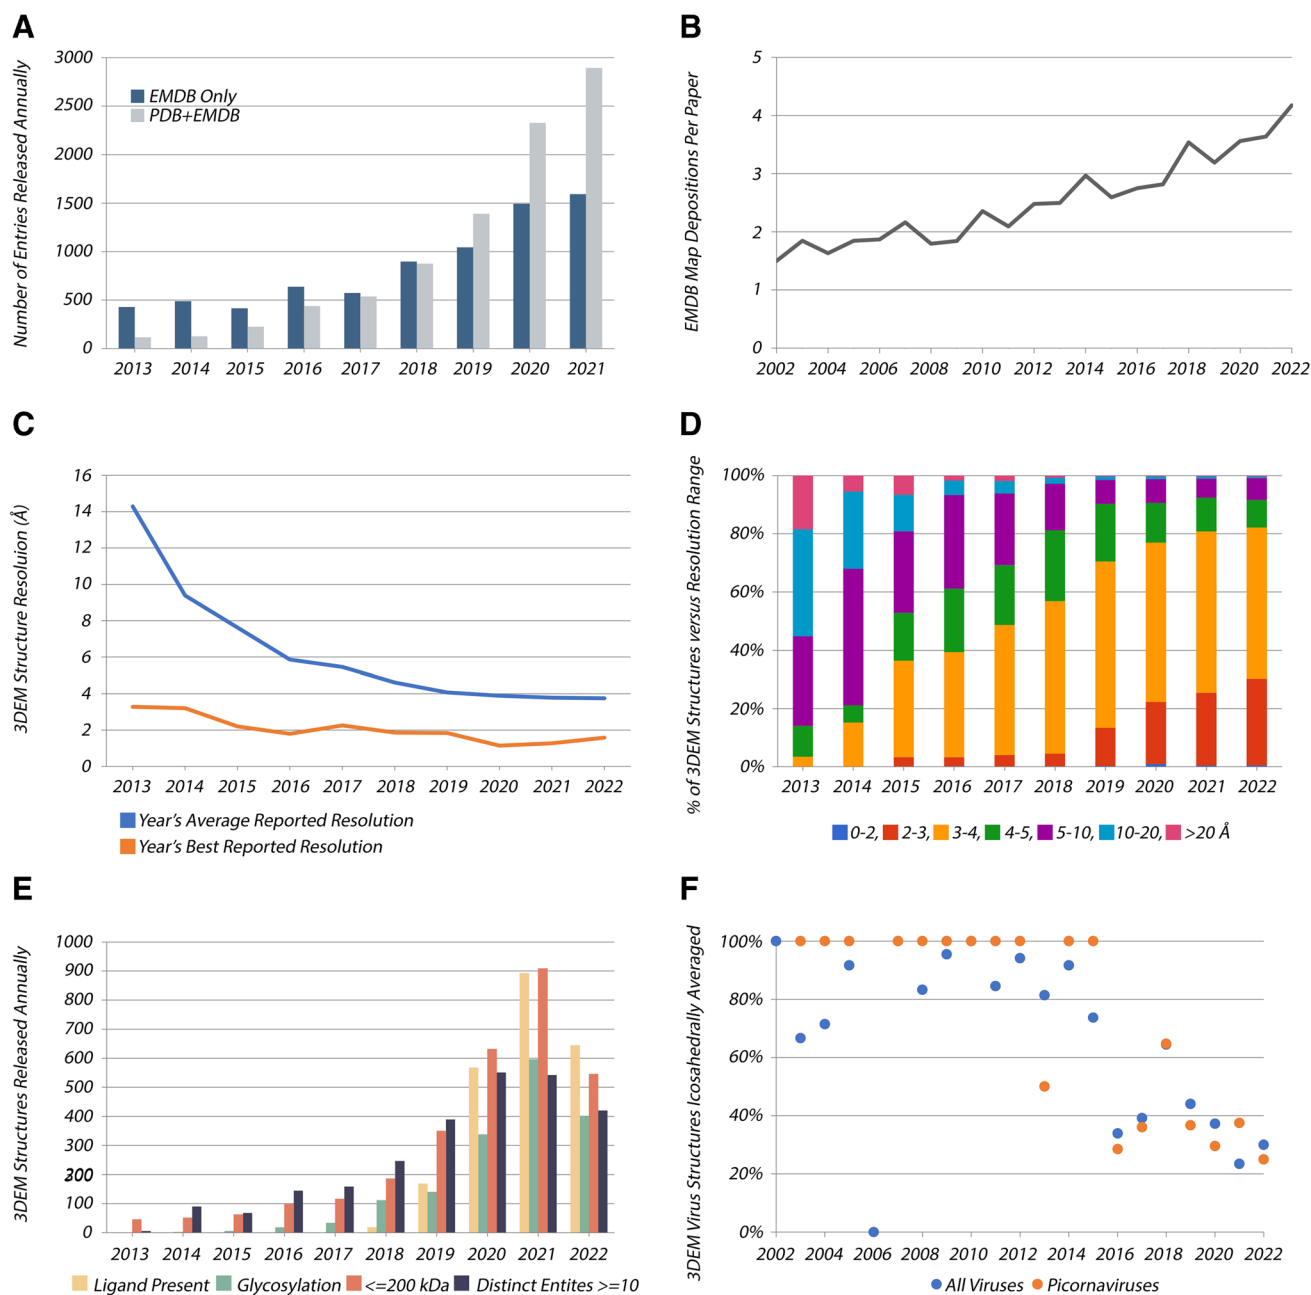 A
Number of Entries Released Annually
3000
2500
2000
1500
1000
500
0
EMDB Only
PDB+EMDB
2013 2014 2015 2016 2017 2018 2019 2020 2021
B
EMDB Map Depositions Per Paper
5
4
3
2
1
0
2002 2004 2006 2008 2010 2012 2014 2016 2018 2020 2022
C
3DEM Structure Resoluion (Å)
16
14
12
10
8
6
4
2
0
2013 2014 2015 2016 2017 2018 2019 2020 2021 2022
Year's Average Reported Resolution
Year's Best Reported Resolution
D
% of 3DEM Structures versus Resolution Range
100%
80%
60%
40%
20%
0%
2013 2014 2015 2016 2017 2018 2019 2020 2021 2022
0-2, 2-3, 3-4, 4-5, 5-10, 10-20, >20 Å
E
3DEM Structures Released Annually
1000
900
800
700
600
500
400
300
200
100
0
2013 2014 2015 2016 2017 2018 2019 2020 2021 2022
Ligand Present Glycosylation <=200 kDa Distinct Entites >=10
F
3DEM Virus Structures Icosahedrally Averaged
100%
80%
60%
40%
20%
0%
2002 2004 2006 2008 2010 2012 2014 2016 2018 2020 2022
All Viruses Picornaviruses